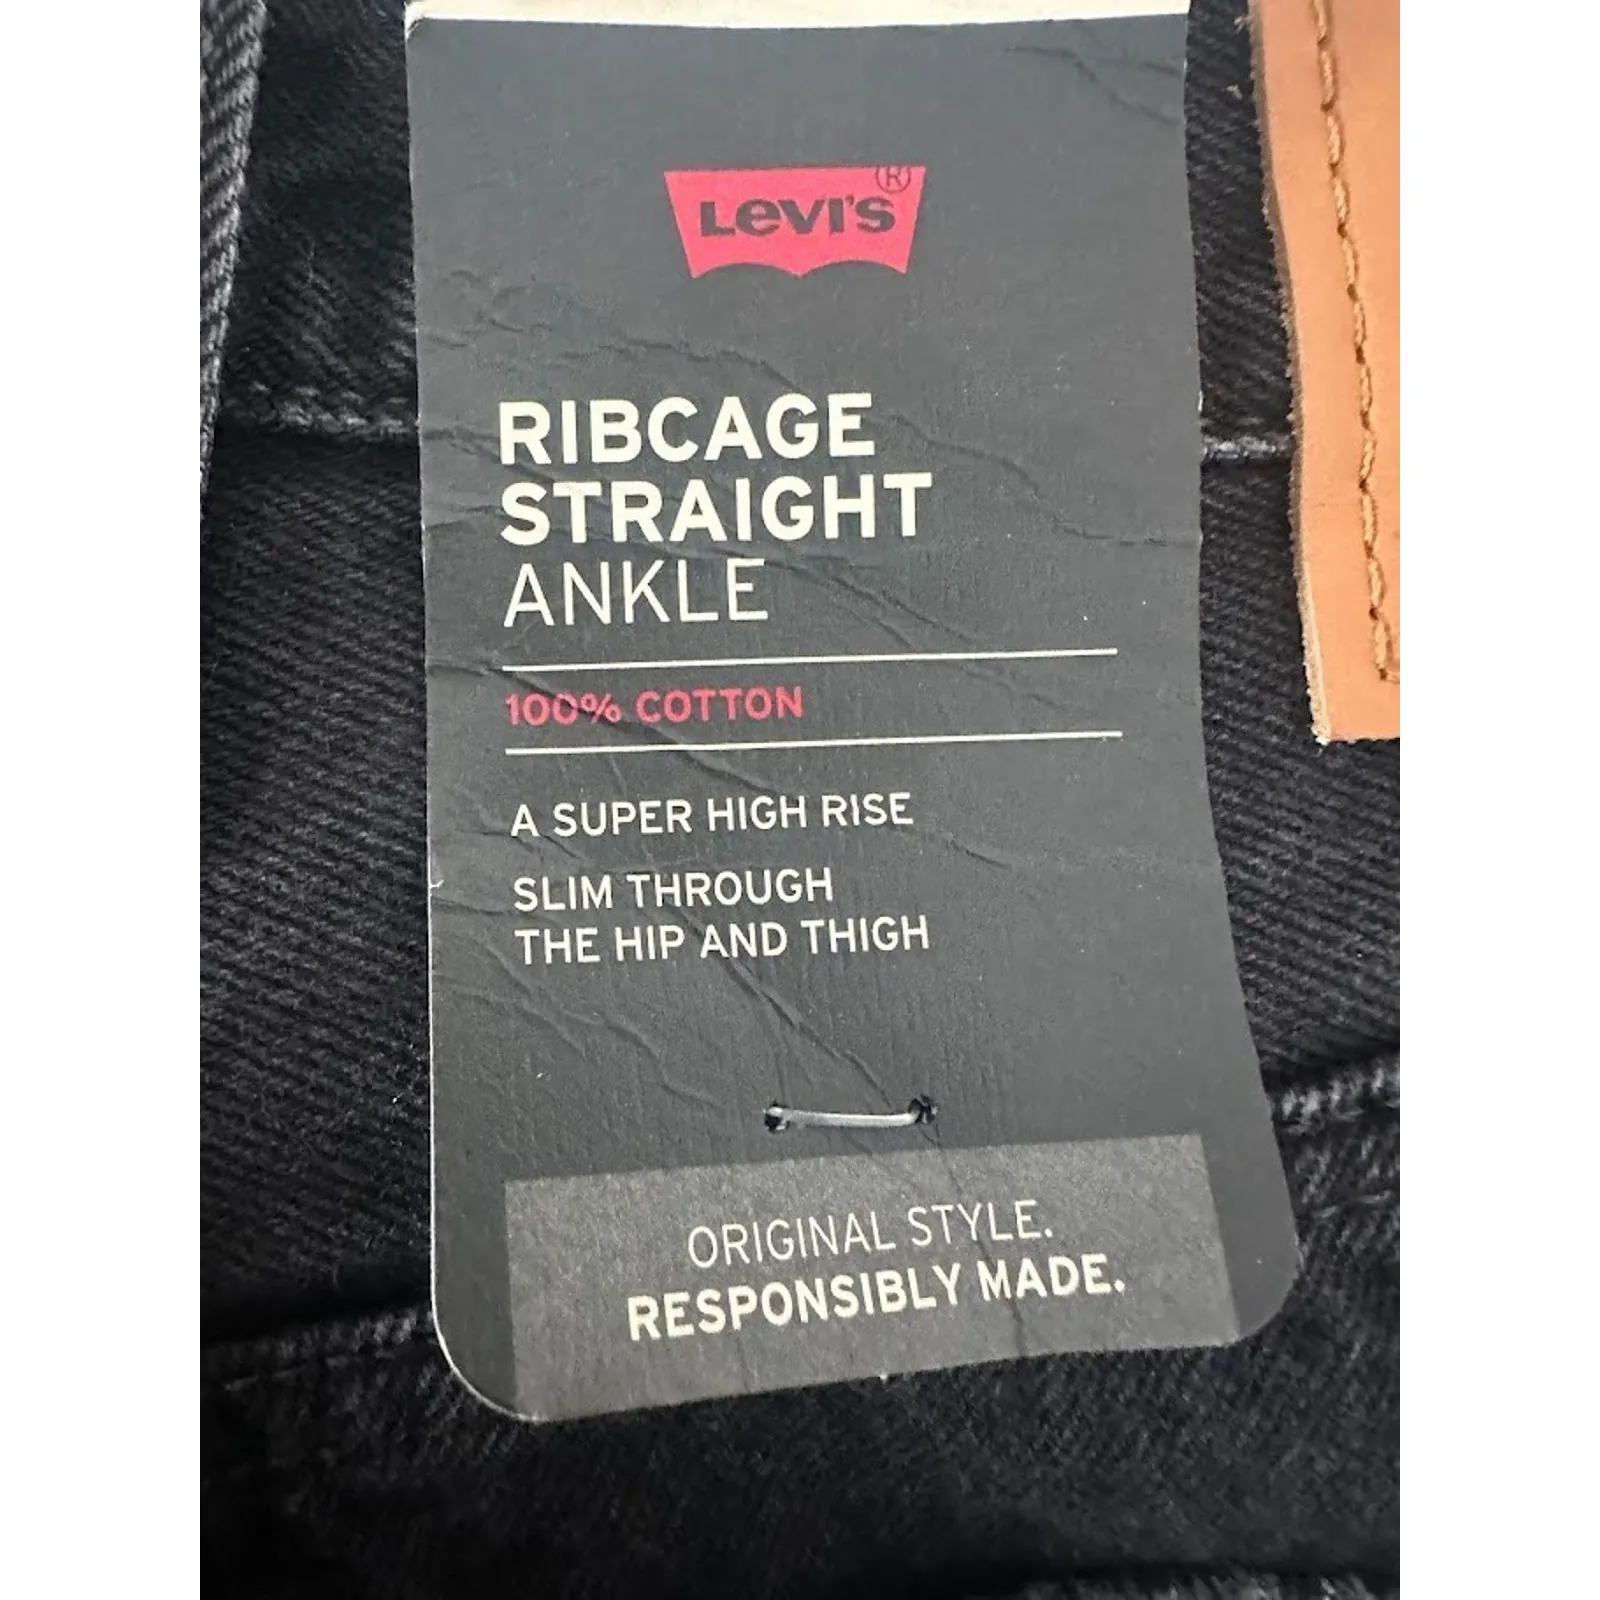 Levi's®
RIBCAGE
STRAIGHT
ANKLE
100% COTTON
A SUPER HIGH RISE
SLIM THROUGH
THE HIP AND THIGH
ORIGINAL STYLE.
RESPONSIBLY MADE.